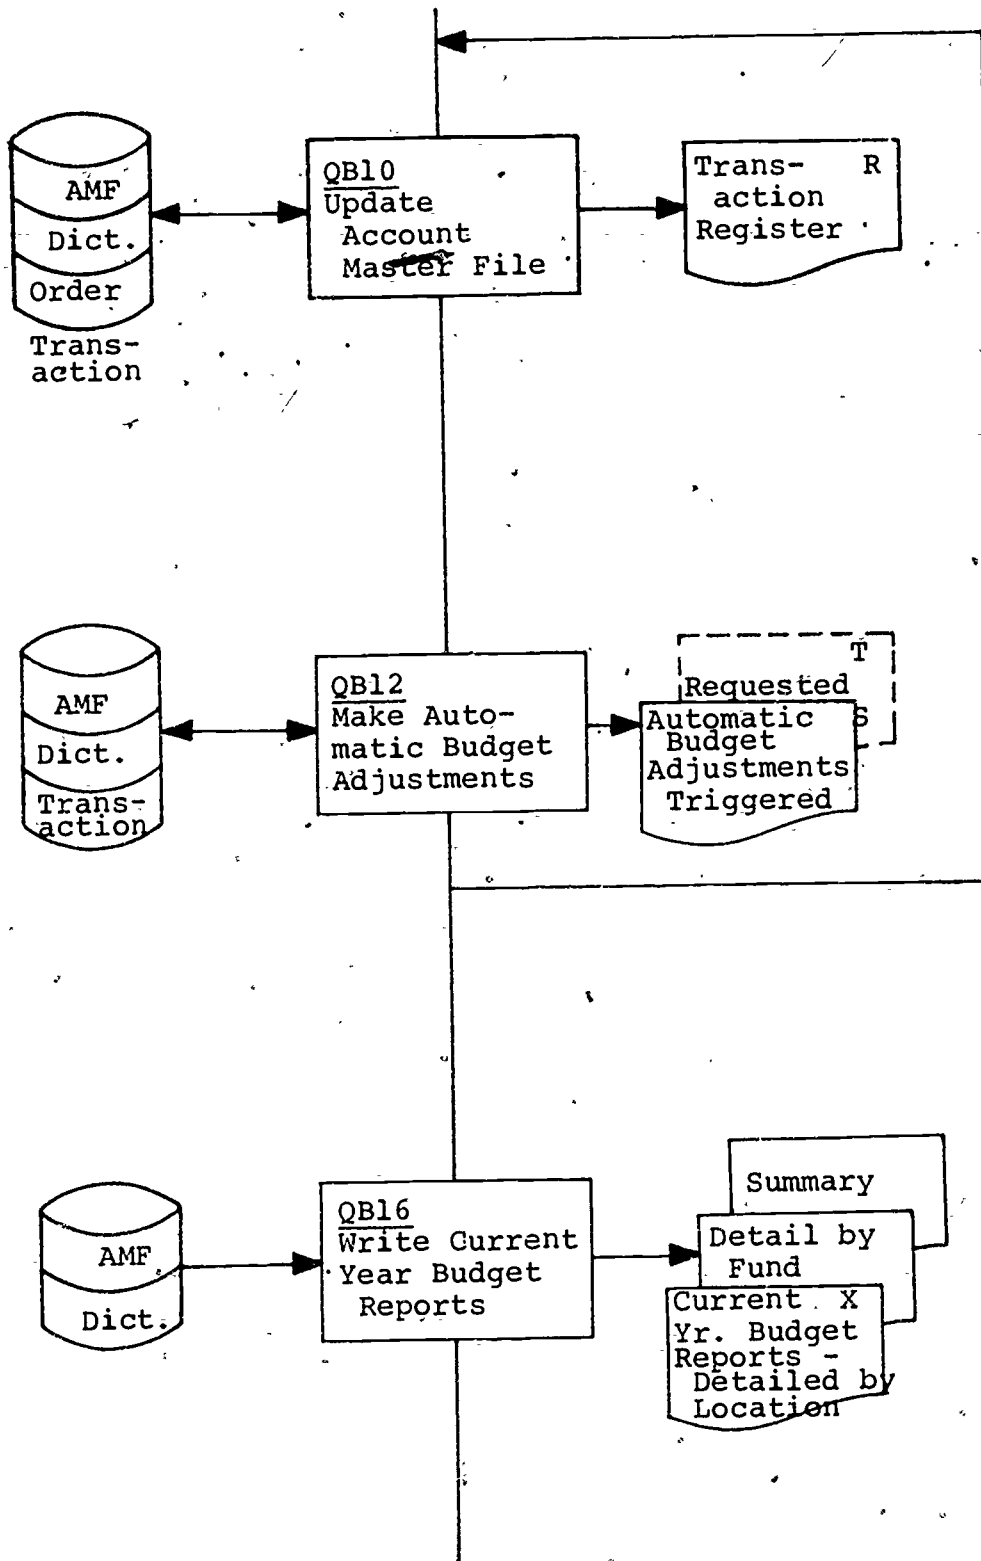 AMF
Dict.
Order
Trans-
action
QB10
Update
Account
Master File
Trans- R
action
Register
AMF
Dict.
Trans-
action
QB12
Make Auto-
matic Budget
Adjustments
T
Requested
S
Automatic
Budget
Adjustments
Triggered
AMF
Dict.
QB16
Write Current
Year Budget
Reports
Summary
Detail by
Fund
Current X
Yr. Budget
Reports -
Detailed by
Location